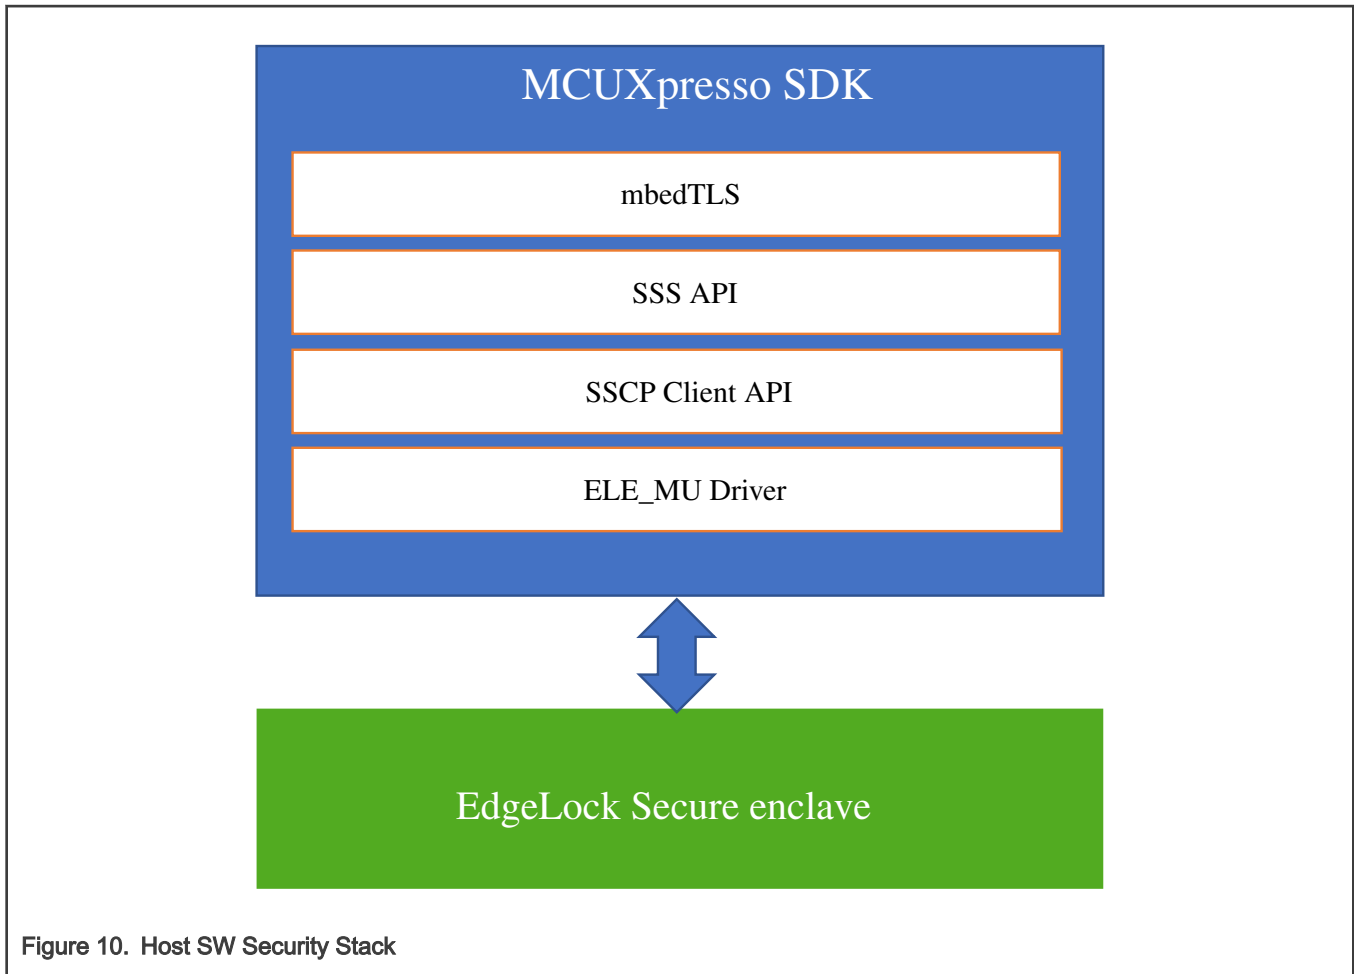 MCUXpresso SDK
mbedTLS
SSS API
SSCP Client API
ELE_MU Driver
EdgeLock Secure enclave
Figure 10. Host SW Security Stack